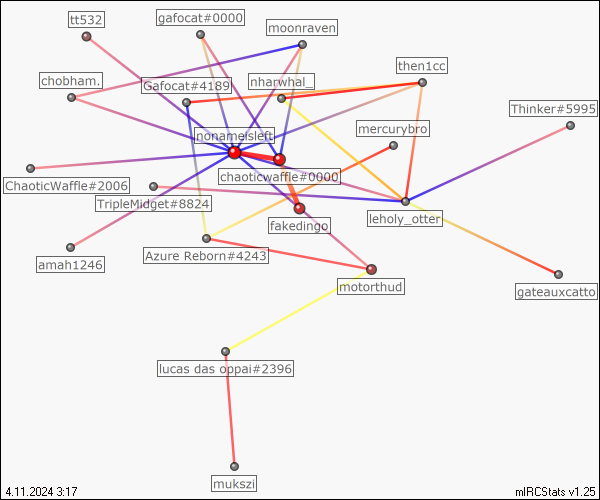 tt532
gafocat#0000
moonraven
chobham.
Gafocat#4189
nharwhal_
then1cc
Thinker#5995
mercurybro
nonameisleft
chaoticwaffle#0000
ChaoticWaffle#2006
TripleMidget#8824
leholy_otter
fakedingo
amah1246
Azure Reborn#4243
motorthud
gateauxcatto
lucas das oppai#2396
mukszi
4.11.2024 3:17
mIRCStats v1.25